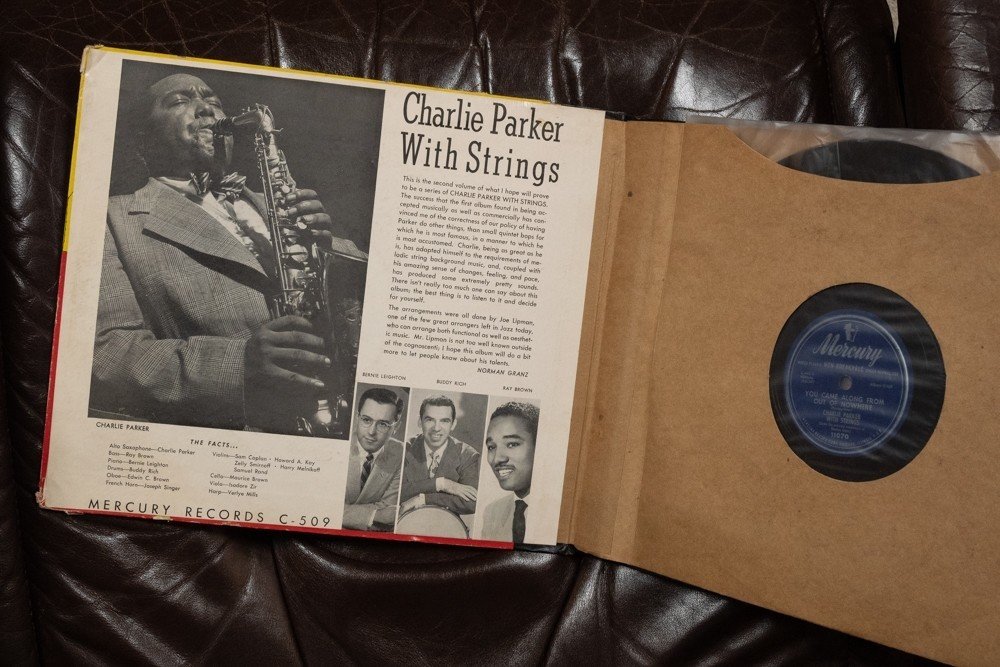 Charlie Parker
With Strings
This is the second volume of what I hope will prove
to be a series of CHARLIE PARKER WITH STRINGS.
The success that the first album found in being ac-
cepted musically as well as commercially has con-
vinced me of the correctness of our policy of having
Parker do other things, than small quintet bops for
which he is most famous, in a manner to which he
is most accustomed. Charlie, being as great as he
is, has adapted himself to the requirements of me-
lodic string background music, and, coupled with
his amazing sense of changes, feeling, and pace,
has produced some extremely pretty sounds.
There isn't really too much one can say about this
album; the best thing is to listen to it and decide
for yourself.
The arrangements were all done by Joe Lipman,
one of the few great arrangers left in Jazz today,
who can arrange both functional as well as aesthet-
ic music. Mr. Lipman is not too well known outside
of the cognoscenti; I hope this album will do a bit
more to let people know about his talents.
NORMAN GRANZ
BERNIE LEIGHTON
BUDDY RICH
RAY BROWN
CHARLIE PARKER
THE FACTS...
Alto Saxophone—Charlie Parker
Bass—Ray Brown
Piano—Bernie Leighton
Drums—Buddy Rich
Oboe—Edwin C. Brown
French Horn—Joseph Singer
Violins—Sam Caplan • Howard A. Kay
Zelly Smirnoff • Harry Melnikoff
Samuel Rand
Cello—Maurice Brown
Viola—Isadore Zir
Harp—Verlye Mills
MERCURY RECORDS C-509
Mercury
YOU CAME ALONG FROM
OUT OF NOWHERE
CHARLIE PARKER
WITH STRINGS
11070